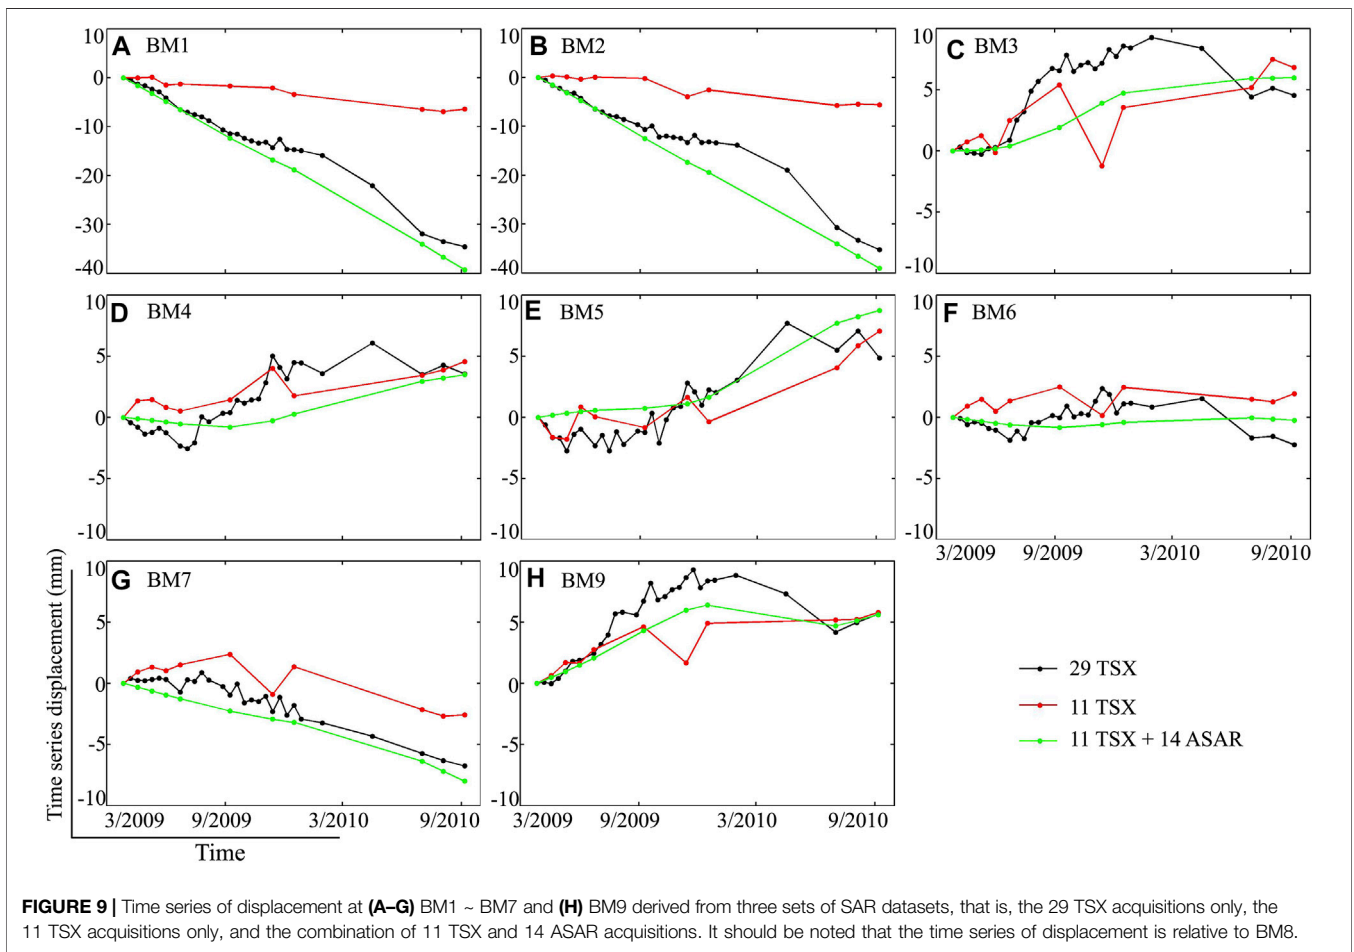 A BM1
10
0
-10
-20
-30
-40
B BM2
10
0
-10
-20
-30
-40
C BM3
10
5
0
-5
-10
D BM4
10
5
0
-5
-10
E BM5
10
5
0
-5
-10
F BM6
10
5
0
-5
-10
3/2009 9/2009 3/2010 9/2010
G BM7
10
5
0
-5
-10
3/2009 9/2009 3/2010 9/2010
H BM9
10
5
0
-5
-10
3/2009 9/2009 3/2010 9/2010
Time series displacement (mm)
Time
29 TSX
11 TSX
11 TSX + 14 ASAR
FIGURE 9 | Time series of displacement at (A–G) BM1 ~ BM7 and (H) BM9 derived from three sets of SAR datasets, that is, the 29 TSX acquisitions only, the
11 TSX acquisitions only, and the combination of 11 TSX and 14 ASAR acquisitions. It should be noted that the time series of displacement is relative to BM8.